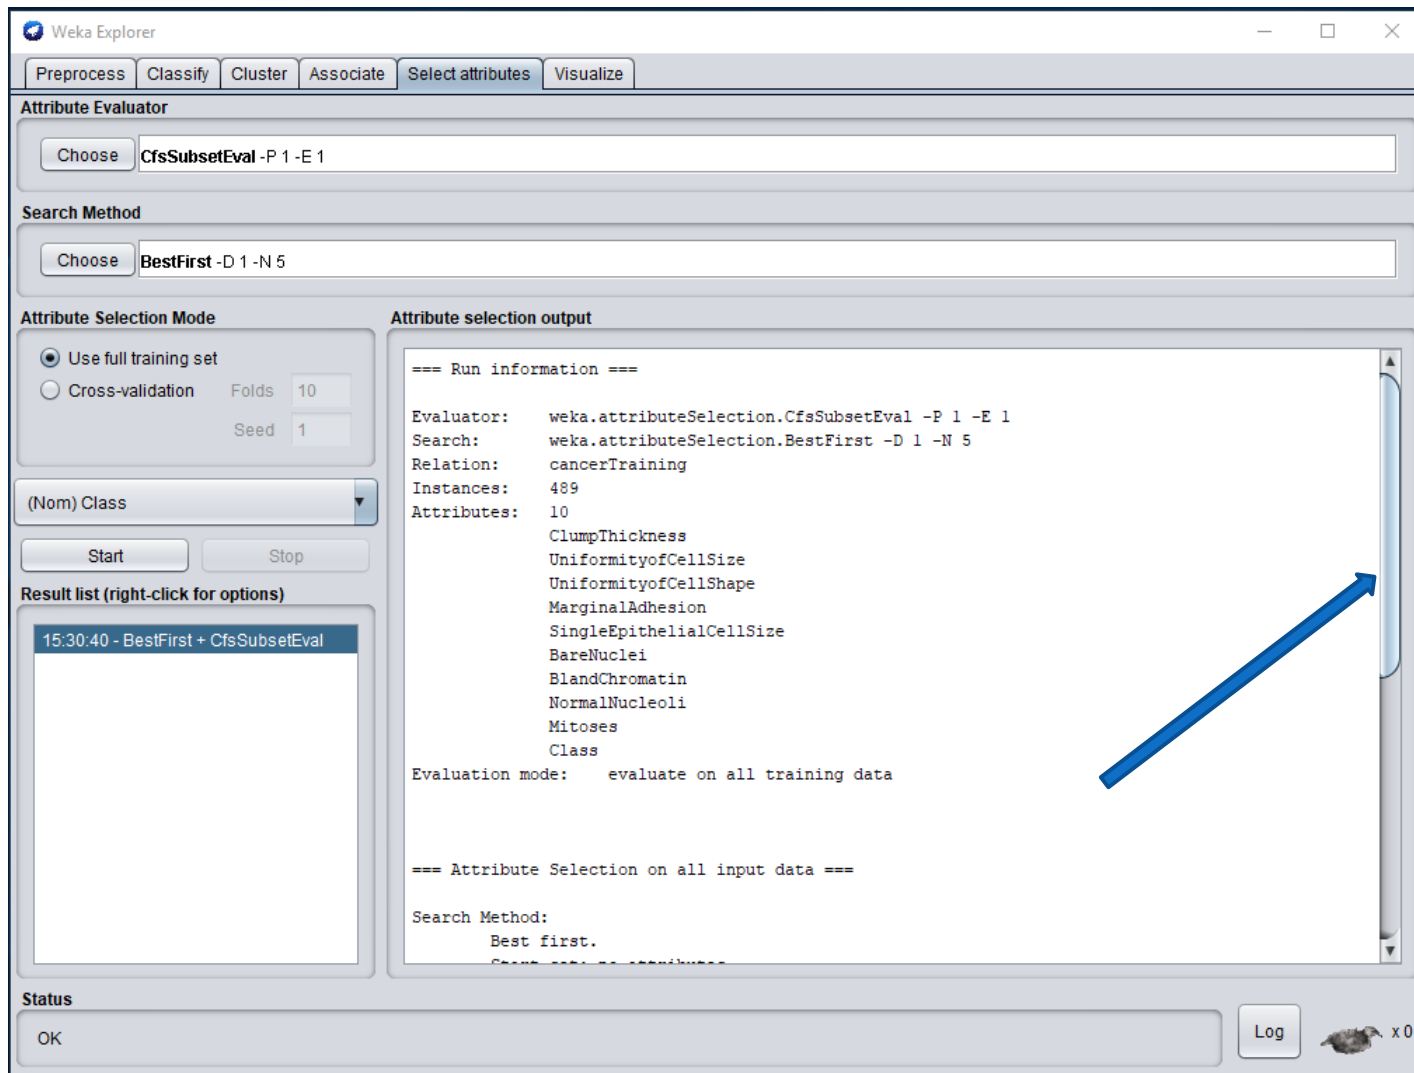 Weka Explorer
Preprocess Classify Cluster Associate Select attributes Visualize
Attribute Evaluator
Choose CfsSubsetEval -P 1 -E 1
Search Method
Choose BestFirst -D 1 -N 5
Attribute Selection Mode
Use full training set
Cross-validation Folds 10
Seed 1
(Nom) Class
Start Stop
Result list (right-click for options)
15:30:40 - BestFirst + CfsSubsetEval
Attribute selection output
=== Run information ===
Evaluator: weka.attributeSelection.CfsSubsetEval -P 1 -E 1
Search: weka.attributeSelection.BestFirst -D 1 -N 5
Relation: cancerTraining
Instances: 489
Attributes: 10
ClumpThickness
UniformityofCellSize
UniformityofCellShape
MarginalAdhesion
SingleEpithelialCellSize
BareNuclei
BlandChromatin
NormalNucleoli
Mitoses
Class
Evaluation mode: evaluate on all training data
=== Attribute Selection on all input data ===
Search Method:
Best first.
Start set: no attributes
Status
OK
Log x 0